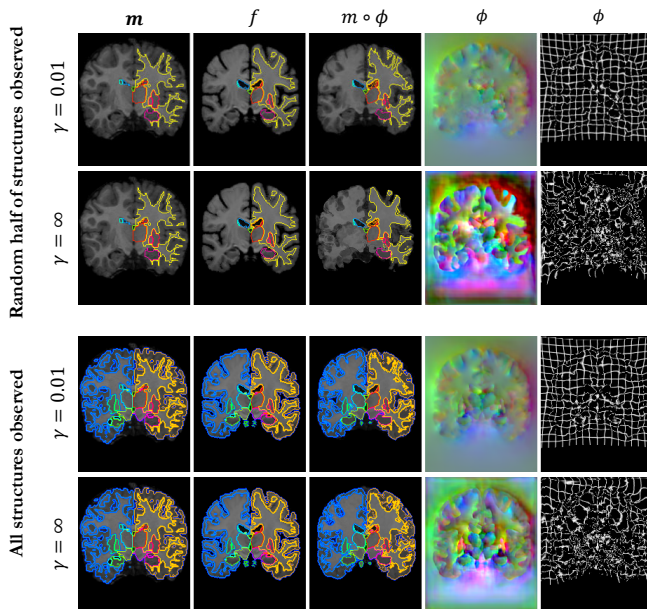 m f m ∘ ϕ ϕ ϕ
Random half of structures observed
γ = 0.01
γ = ∞
All structures observed
γ = 0.01
γ = ∞